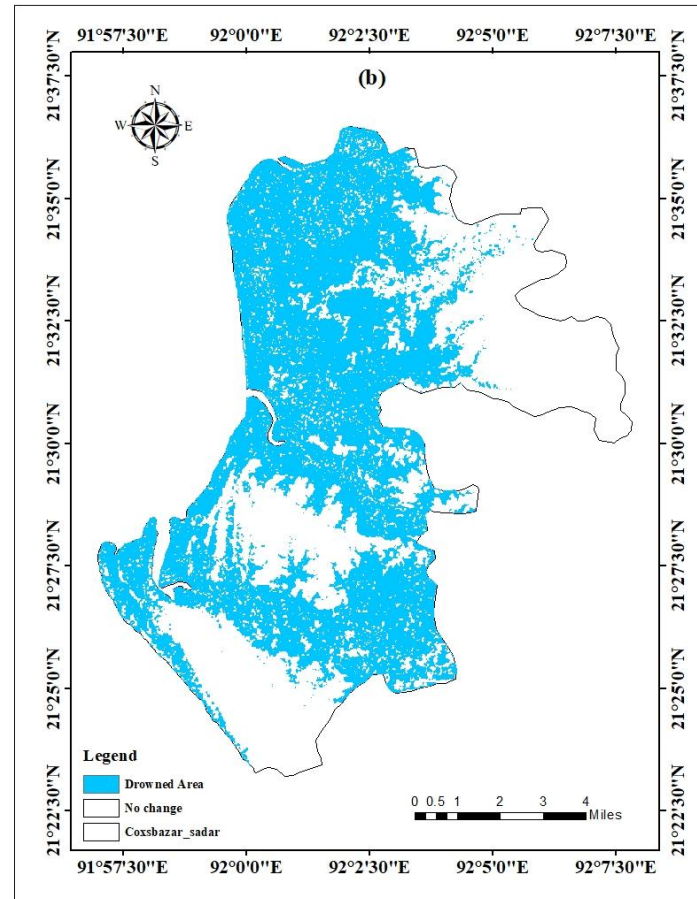 91°57'30"E 92°0'0"E 92°2'30"E 92°5'0"E 92°7'30"E
(b)
N
W E
S
21°37'30"N 21°37'30"N
21°35'0"N 21°35'0"N
21°32'30"N 21°32'30"N
21°30'0"N 21°30'0"N
21°27'30"N 21°27'30"N
21°25'0"N 21°25'0"N
21°22'30"N 21°22'30"N
Legend
Drowned Area
No change
Coxsbazar_sadar
0 0.5 1 2 3 4
Miles
91°57'30"E 92°0'0"E 92°2'30"E 92°5'0"E 92°7'30"E